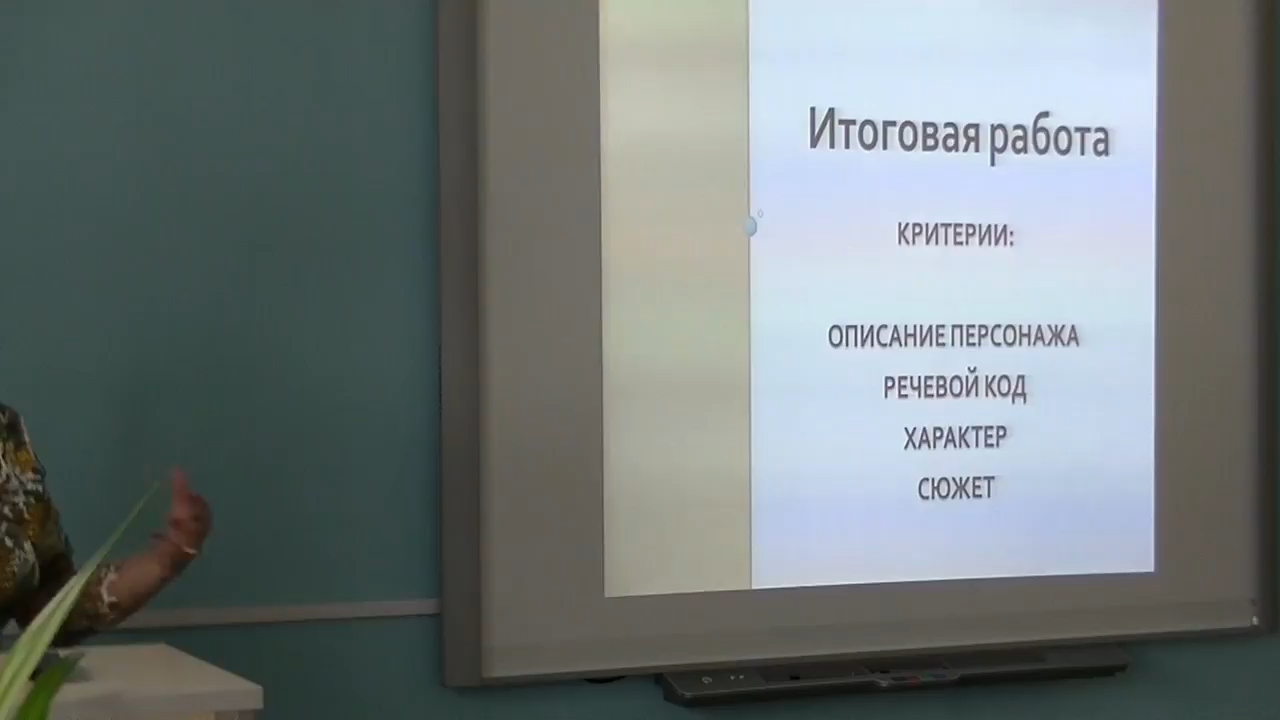 Итоговая работа
КРИТЕРИИ:
ОПИСАНИЕ ПЕРСОНАЖА
РЕЧЕВОЙ КОД
ХАРАКТЕР
СЮЖЕТ